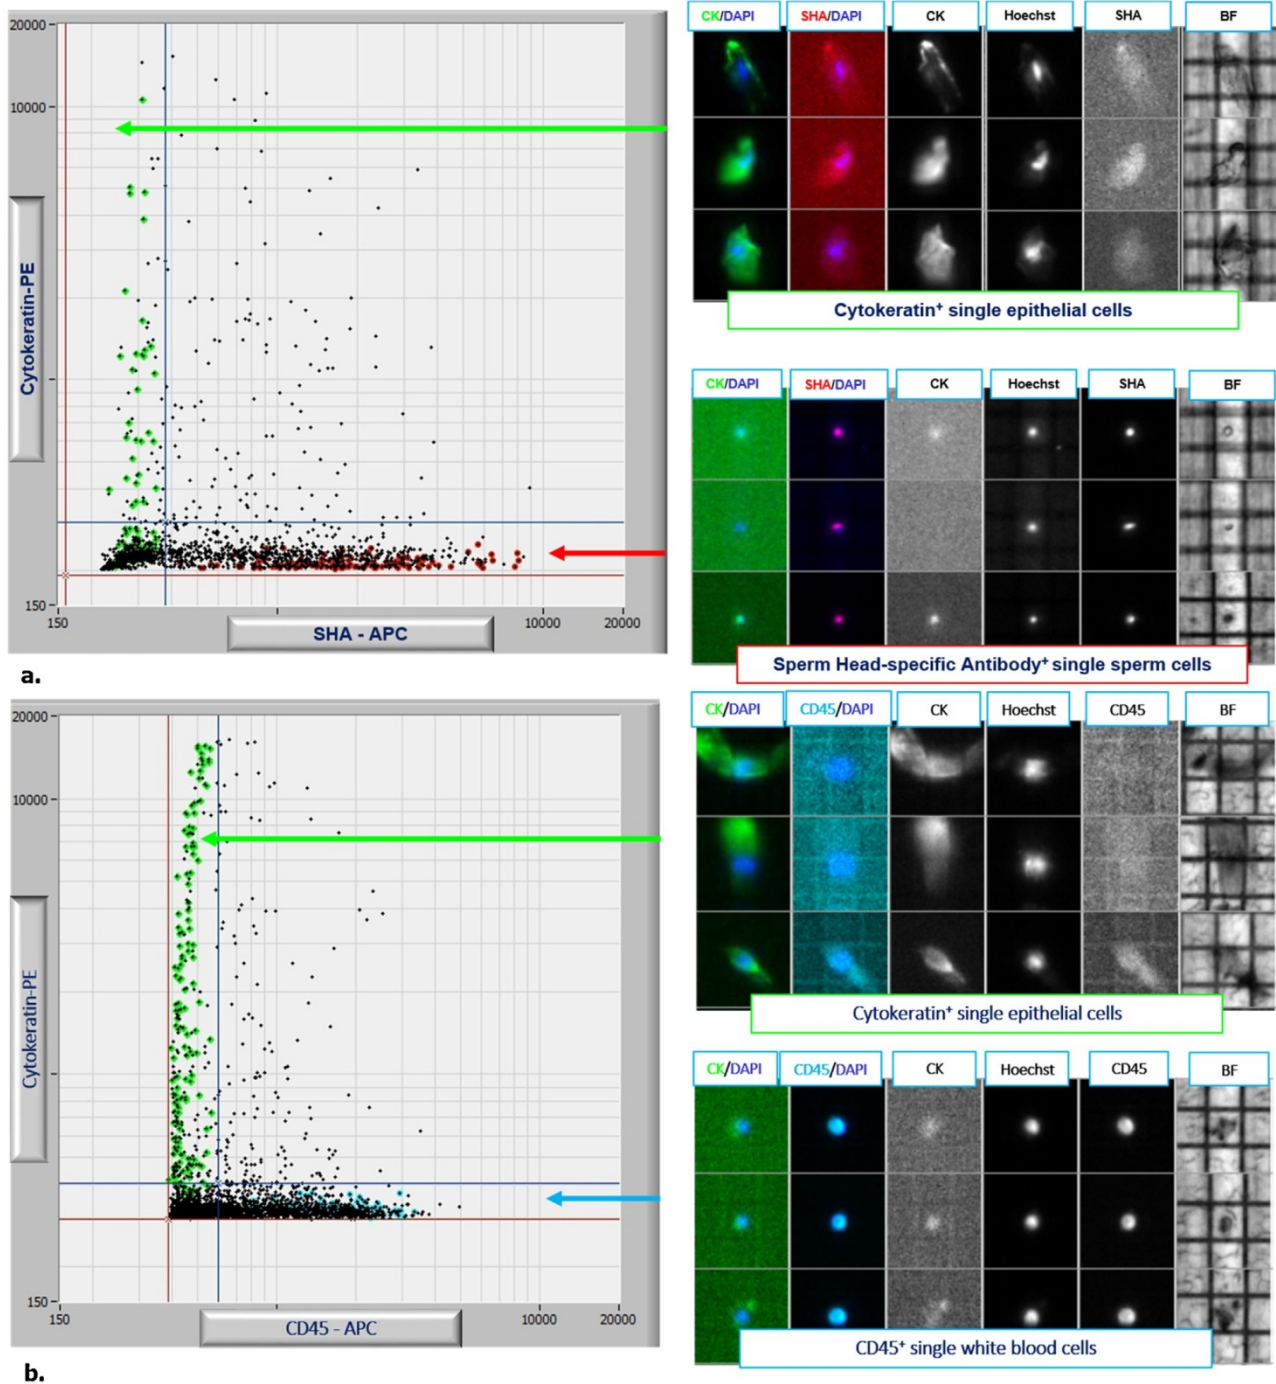 20000
10000
Cytokeratin-PE
150
150
10000
20000
SHA - APC
a.
CK/DAPI
SHA/DAPI
CK
Hoechst
SHA
BF
Cytokeratin⁺ single epithelial cells
CK/DAPI
SHA/DAPI
CK
Hoechst
SHA
BF
Sperm Head-specific Antibody⁺ single sperm cells
20000
10000
Cytokeratin-PE
150
150
10000
20000
CD45 - APC
b.
CK/DAPI
CD45/DAPI
CK
Hoechst
CD45
BF
Cytokeratin⁺ single epithelial cells
CK/DAPI
CD45/DAPI
CK
Hoechst
CD45
BF
CD45⁺ single white blood cells